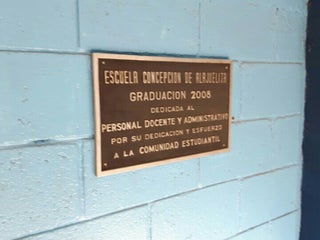 ESCUELA CONCEPCION DE ALAJUELITA
GRADUACION 2008
DEDICADA AL
PERSONAL DOCENTE Y ADMINISTRATIVO
POR SU DEDICACION Y ESFUERZO
A LA COMUNIDAD ESTUDIANTIL